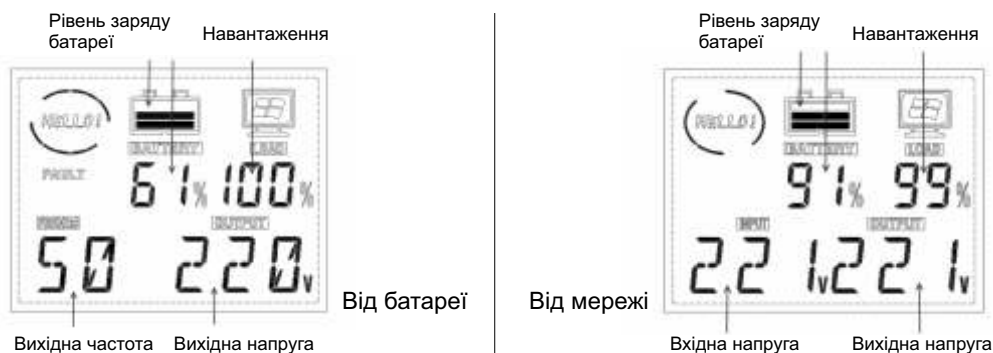 Рівень заряду
батареї
Навантаження
HELLO!
BATTERY
LOAD
FAULT
61% 100%
OUTPUT
50 220v
Від батареї
Вихідна частота
Вихідна напруга
Рівень заряду
батареї
Навантаження
HELLO!
BATTERY
LOAD
91% 99%
INPUT
OUTPUT
221v 221v
Від мережі
Вхідна напруга
Вихідна напруга